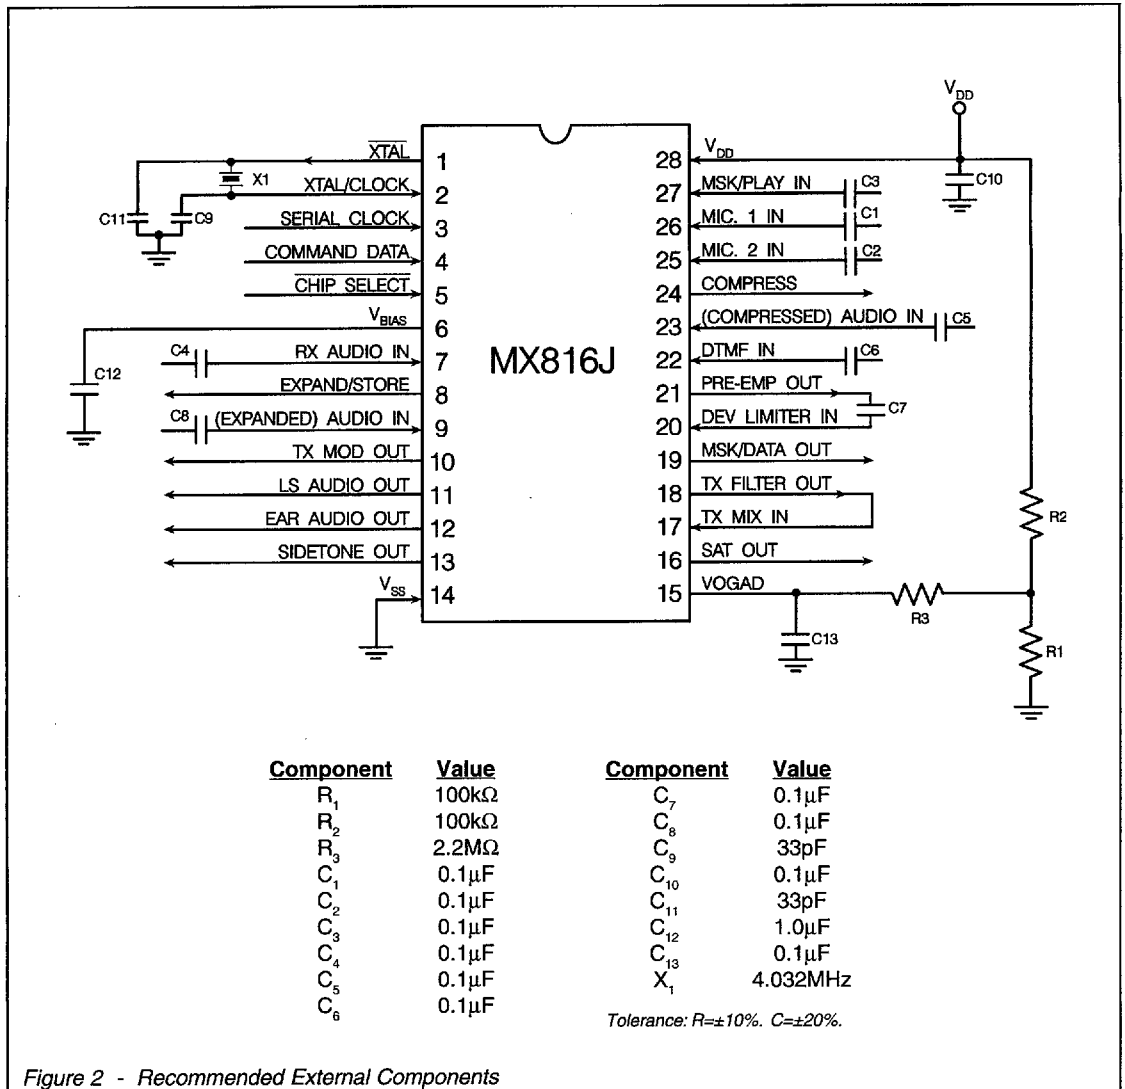 V_DD
XTAL 1
X1
XTAL/CLOCK 2
C11 C9
SERIAL CLOCK 3
COMMAND DATA 4
CHIP SELECT 5
V_BIAS 6
C12
C4 RX AUDIO IN 7
EXPAND/STORE 8
C8 (EXPANDED) AUDIO IN 9
TX MOD OUT 10
LS AUDIO OUT 11
EAR AUDIO OUT 12
SIDETONE OUT 13
V_SS 14
MX816J
28 V_DD
C10
27 MSK/PLAY IN C3
26 MIC. 1 IN C1
25 MIC. 2 IN C2
24 COMPRESS
23 (COMPRESSED) AUDIO IN C5
22 DTMF IN C6
21 PRE-EMP OUT
C7
20 DEV LIMITER IN
19 MSK/DATA OUT
18 TX FILTER OUT
17 TX MIX IN
R2
16 SAT OUT
15 VOGAD
R3
C13
R1
Component Value
R₁ 100kΩ
R₂ 100kΩ
R₃ 2.2MΩ
C₁ 0.1µF
C₂ 0.1µF
C₃ 0.1µF
C₄ 0.1µF
C₅ 0.1µF
C₆ 0.1µF
Component Value
C₇ 0.1µF
C₈ 0.1µF
C₉ 33pF
C₁₀ 0.1µF
C₁₁ 33pF
C₁₂ 1.0µF
C₁₃ 0.1µF
X₁ 4.032MHz
Tolerance: R=±10%. C=±20%.
Figure 2 - Recommended External Components